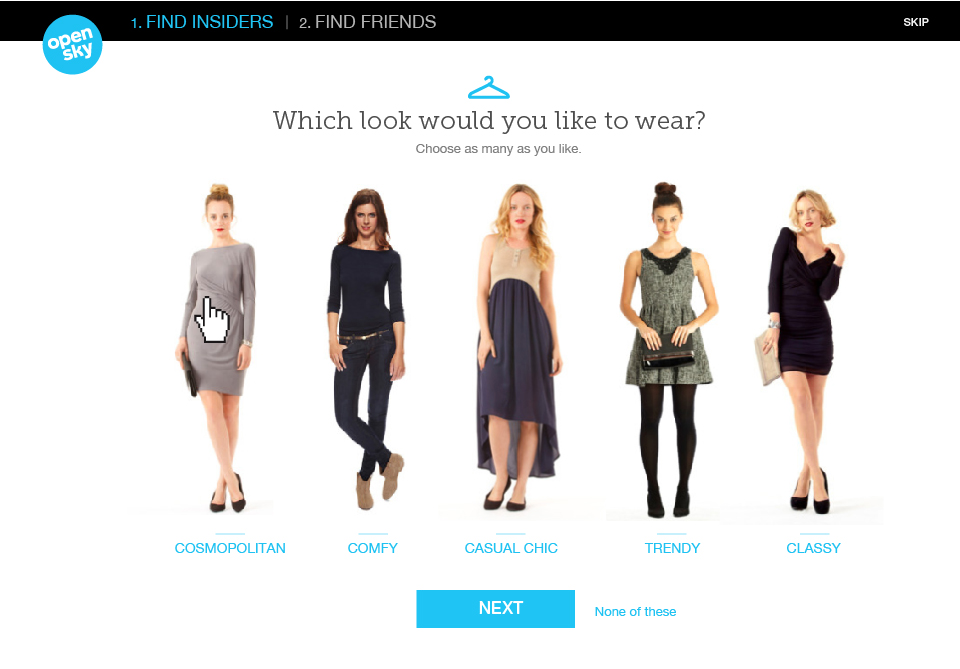 open
sky
1. FIND INSIDERS | 2. FIND FRIENDS
SKIP
Which look would you like to wear?
Choose as many as you like.
COSMOPOLITAN
COMFY
CASUAL CHIC
TRENDY
CLASSY
NEXT
None of these